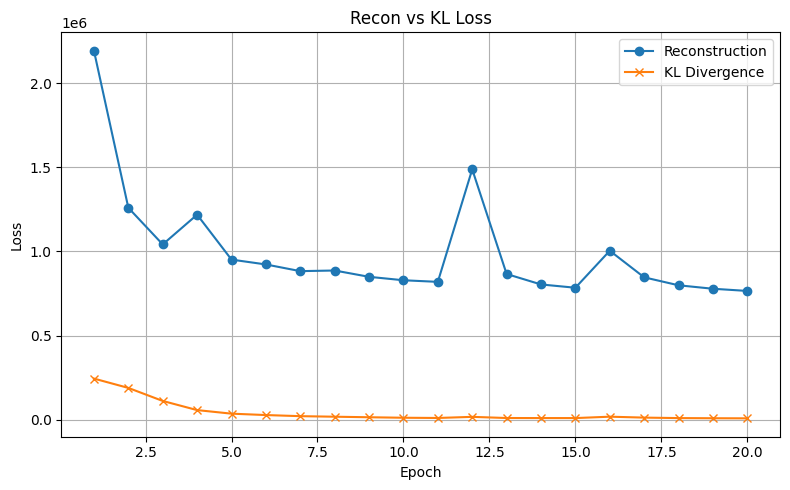 Recon vs KL Loss
1e6
Reconstruction
KL Divergence
2.0
1.5
1.0
0.5
0.0
Loss
2.5 5.0 7.5 10.0 12.5 15.0 17.5 20.0
Epoch